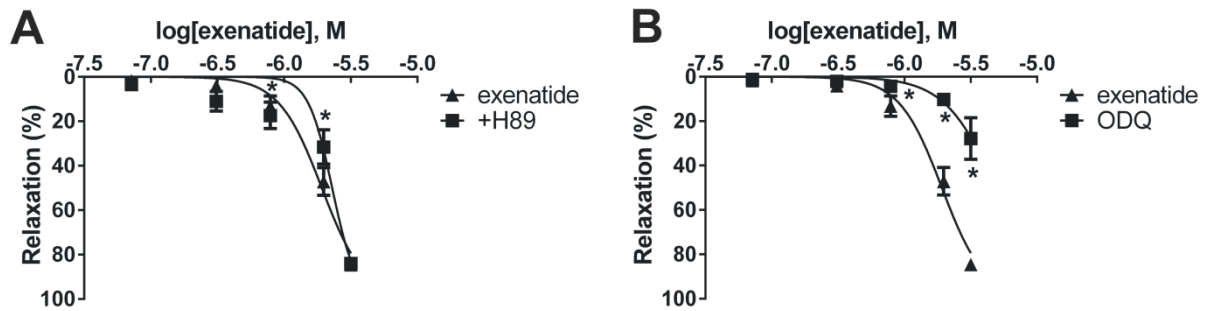 A
log[exenatide], M
-7.5 -7.0 -6.5 -6.0 -5.5 -5.0
0
20
40
60
80
100
Relaxation (%)
*
*
exenatide
+H89
B
log[exenatide], M
-7.5 -7.0 -6.5 -6.0 -5.5 -5.0
0
20
40
60
80
100
Relaxation (%)
*
*
*
exenatide
ODQ